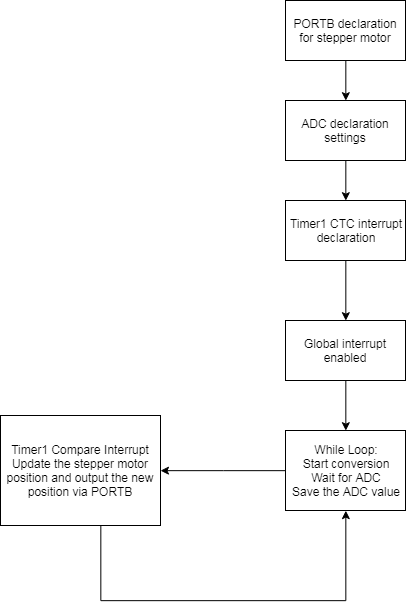 PORTB declaration
for stepper motor
ADC declaration
settings
Timer1 CTC interrupt
declaration
Global interrupt
enabled
Timer1 Compare Interrupt
Update the stepper motor
position and output the new
position via PORTB
While Loop:
Start conversion
Wait for ADC
Save the ADC value